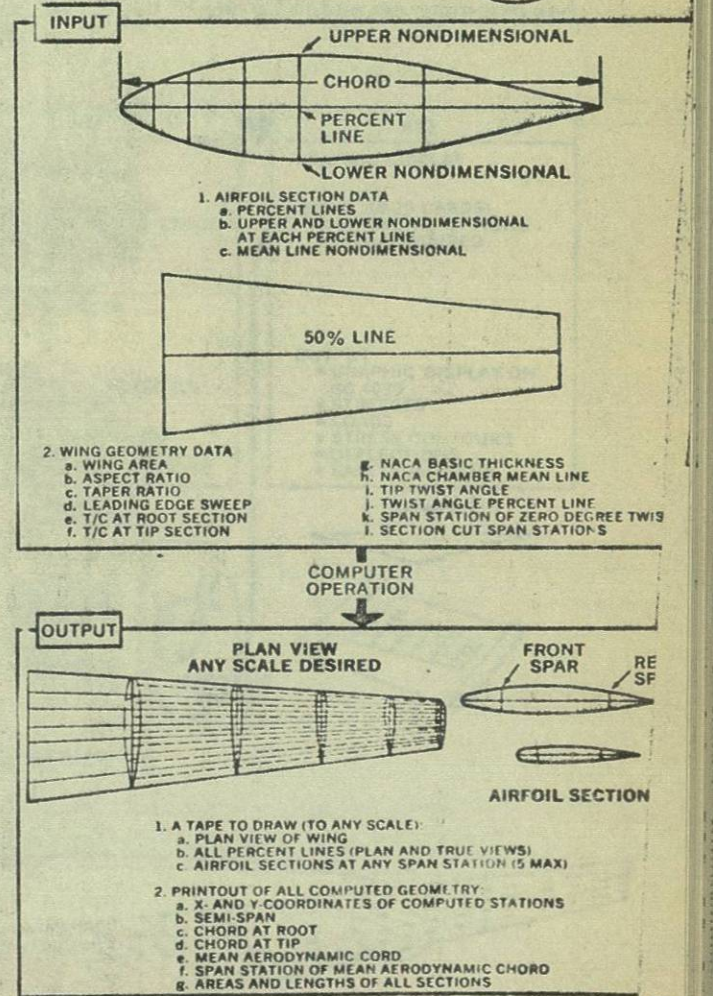 INPUT
UPPER NONDIMENSIONAL
CHORD
PERCENT
LINE
LOWER NONDIMENSIONAL
1. AIRFOIL SECTION DATA
a. PERCENT LINES
b. UPPER AND LOWER NONDIMENSIONAL
AT EACH PERCENT LINE
c. MEAN LINE NONDIMENSIONAL
50% LINE
2. WING GEOMETRY DATA
a. WING AREA
b. ASPECT RATIO
c. TAPER RATIO
d. LEADING EDGE SWEEP
e. T/C AT ROOT SECTION
f. T/C AT TIP SECTION
g. NACA BASIC THICKNESS
h. NACA CHAMBER MEAN LINE
i. TIP TWIST ANGLE
j. TWIST ANGLE PERCENT LINE
k. SPAN STATION OF ZERO DEGREE TWIS
l. SECTION CUT SPAN STATIONS
COMPUTER
OPERATION
OUTPUT
PLAN VIEW
ANY SCALE DESIRED
FRONT
SPAR
RE
SF
AIRFOIL SECTION
1. A TAPE TO DRAW (TO ANY SCALE):
a. PLAN VIEW OF WING
b. ALL PERCENT LINES (PLAN AND TRUE VIEWS)
c. AIRFOIL SECTIONS AT ANY SPAN STATION (5 MAX)
2. PRINTOUT OF ALL COMPUTED GEOMETRY:
a. X- AND Y-COORDINATES OF COMPUTED STATIONS
b. SEMI-SPAN
c. CHORD AT ROOT
d. CHORD AT TIP
e. MEAN AERODYNAMIC CORD
f. SPAN STATION OF MEAN AERODYNAMIC CHORD
g. AREAS AND LENGTHS OF ALL SECTIONS